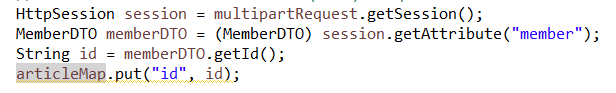 HttpSession session = multipartRequest.getSession();
MemberDTO memberDTO = (MemberDTO) session.getAttribute("member");
String id = memberDTO.getId();
articleMap.put("id", id);